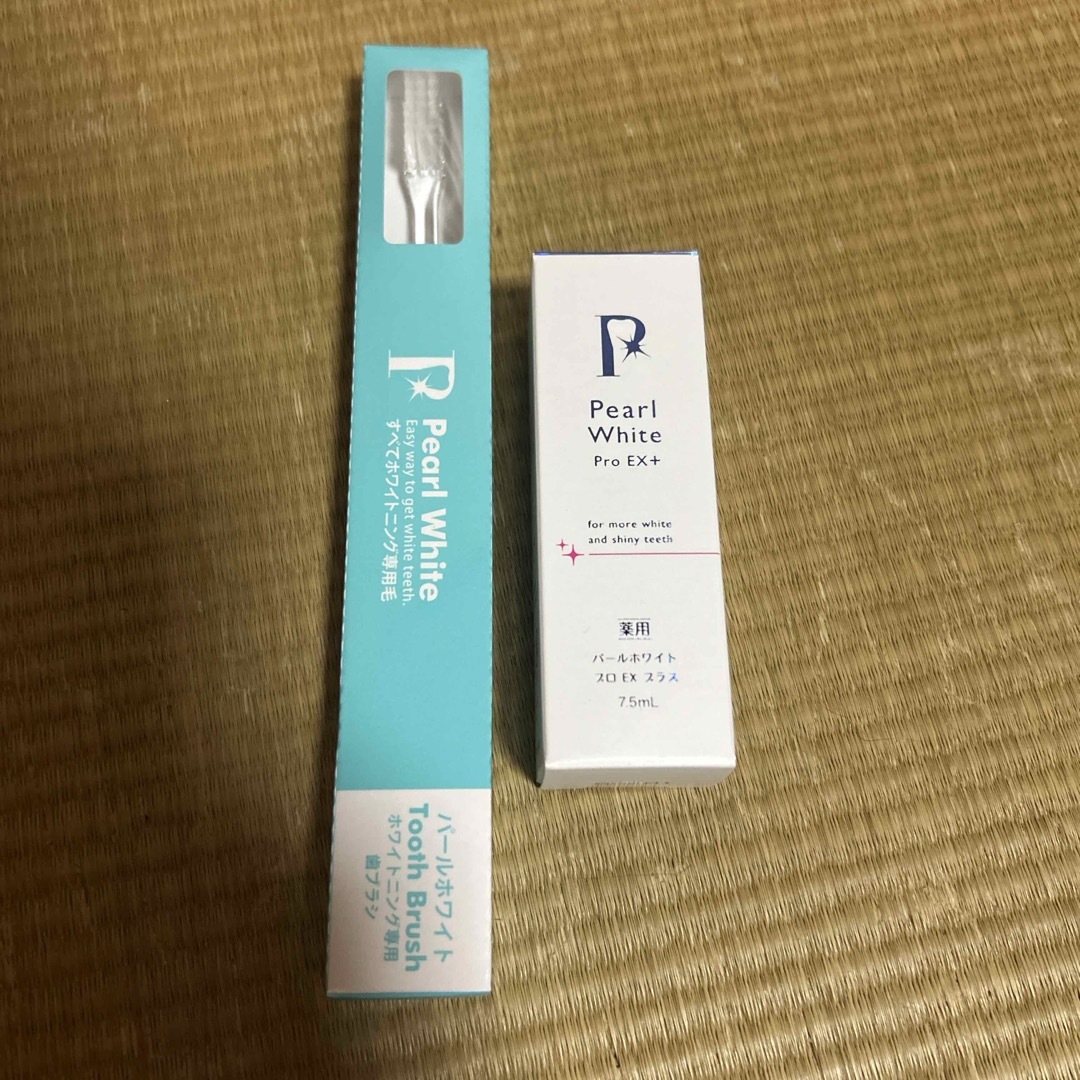 Pearl White
Easy way to get white teeth.
すべてホワイトニング専用毛
パールホワイト
Tooth Brush
ホワイトニング専用
歯ブラシ
Pearl
White
Pro EX+
for more white
and shiny teeth
薬用
パールホワイト
プロ EX プラス
7.5mL